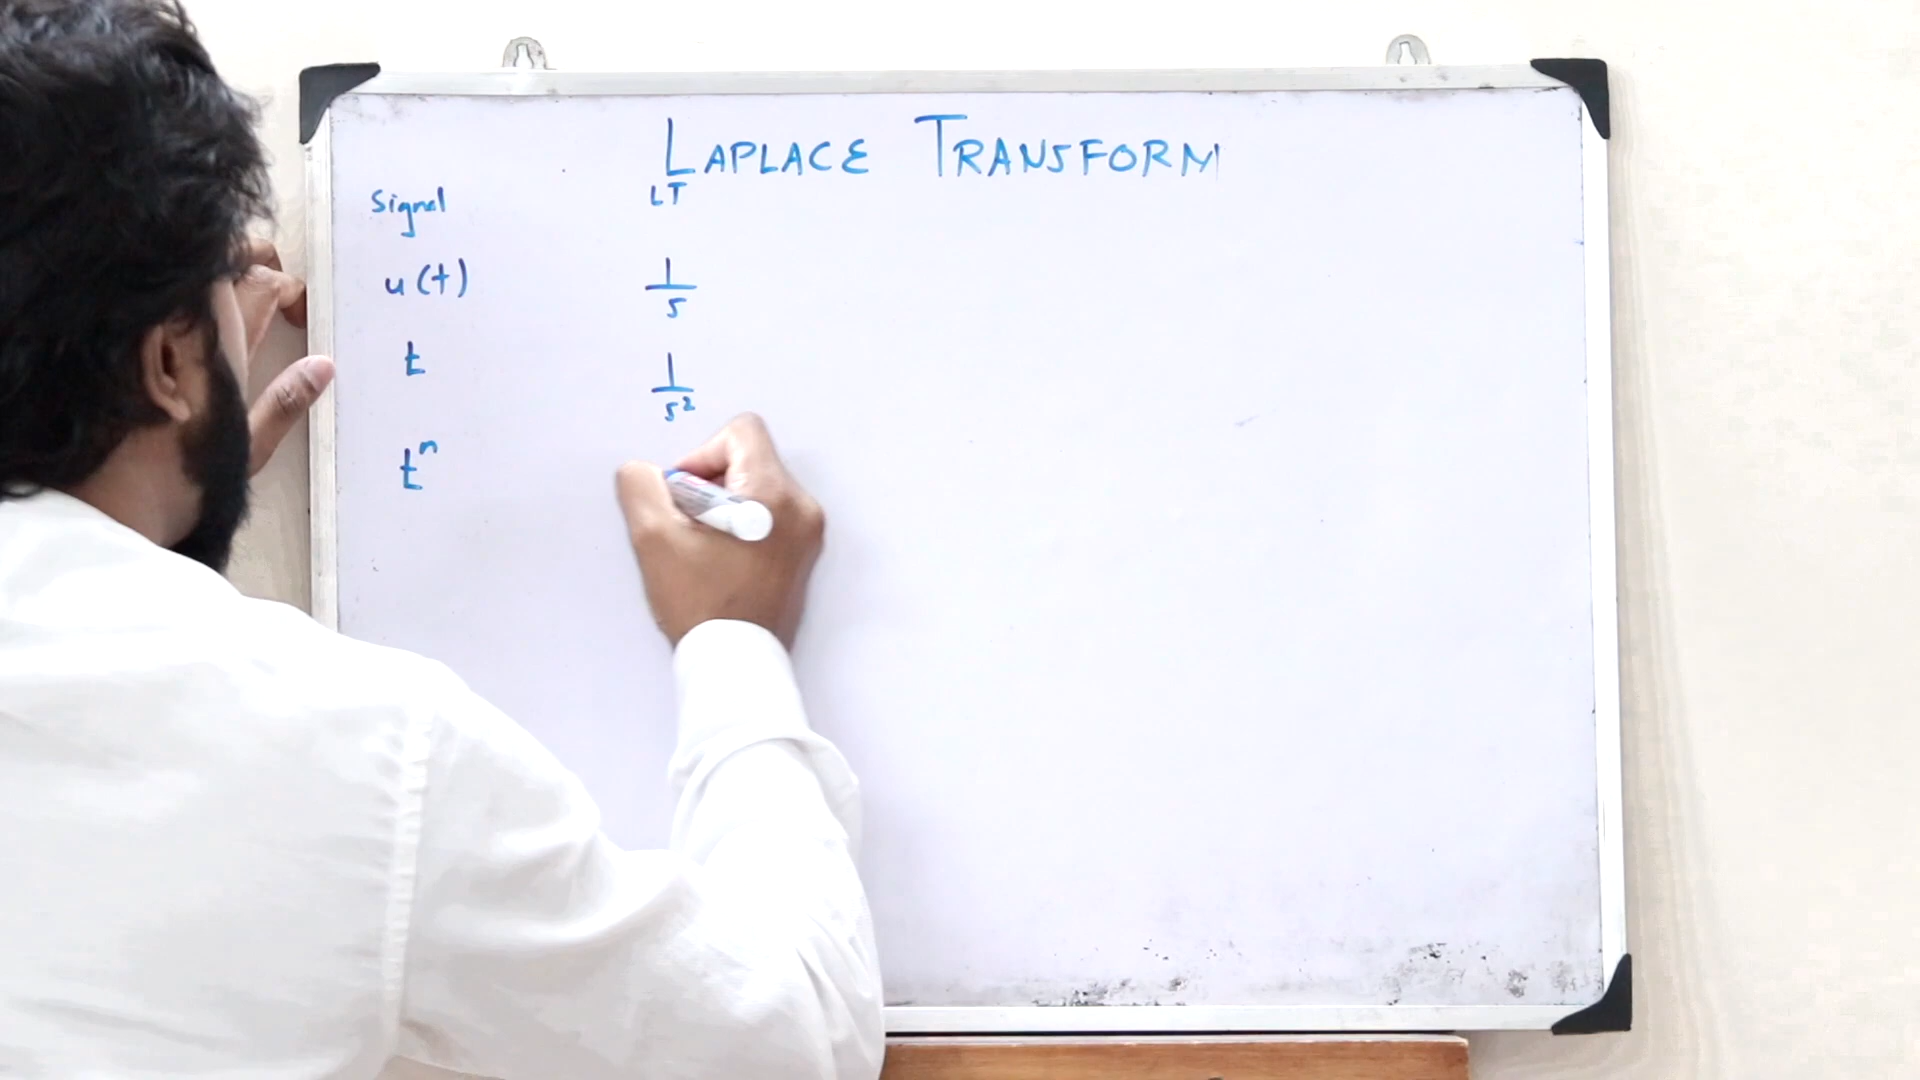 LAPLACE TRANSFORM
Signal LT
u(t) 1/s
t 1/s²
tⁿ